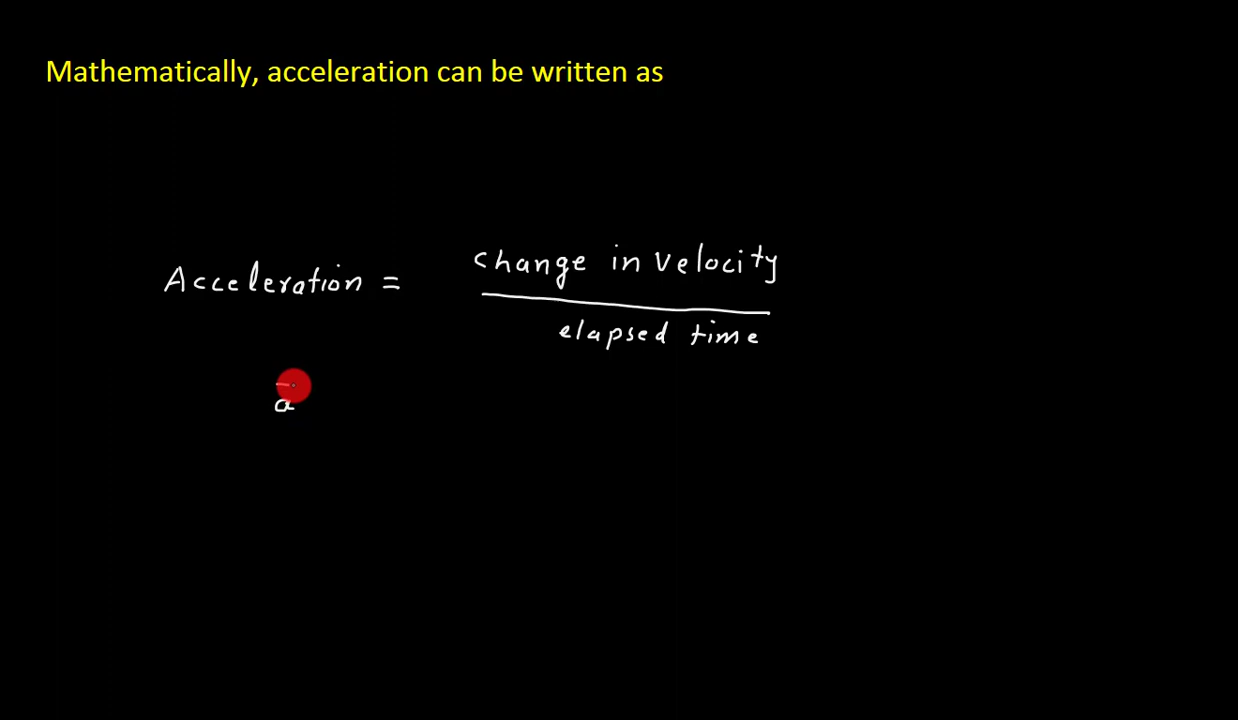 Mathematically, acceleration can be written as
change in velocity
Acceleration =
elapsed time
a